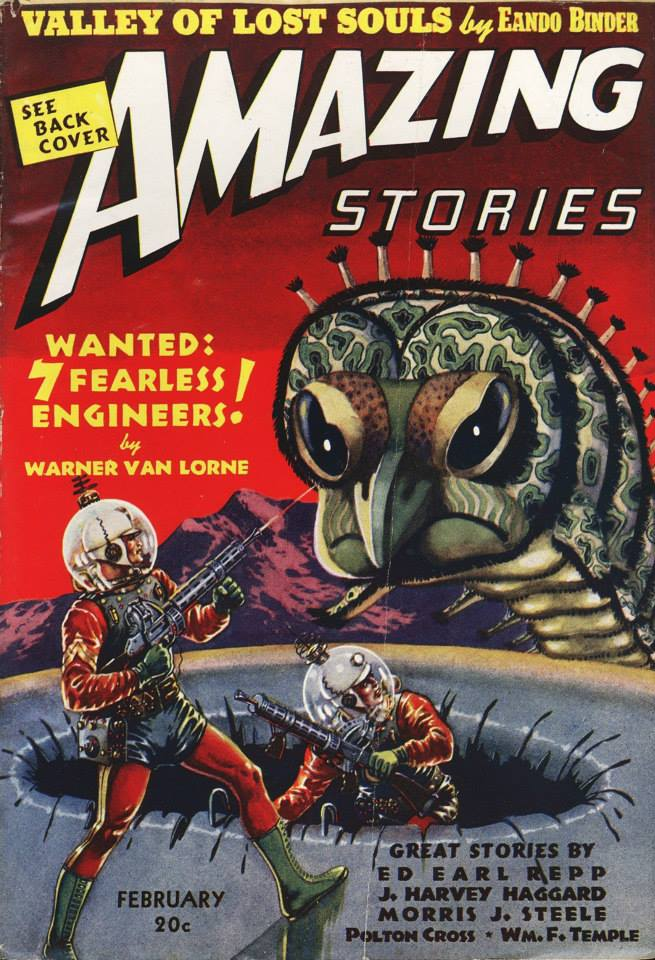 VALLEY OF LOST SOULS by EANDO BINDER
SEE
BACK
COVER
AMAZING
STORIES
WANTED:
7 FEARLESS
ENGINEERS!
by
WARNER VAN LORNE
GREAT STORIES BY
ED EARL REPP
J. HARVEY HAGGARD
MORRIS J. STEELE
POLTON CROSS * WM. F. TEMPLE
FEBRUARY
20c